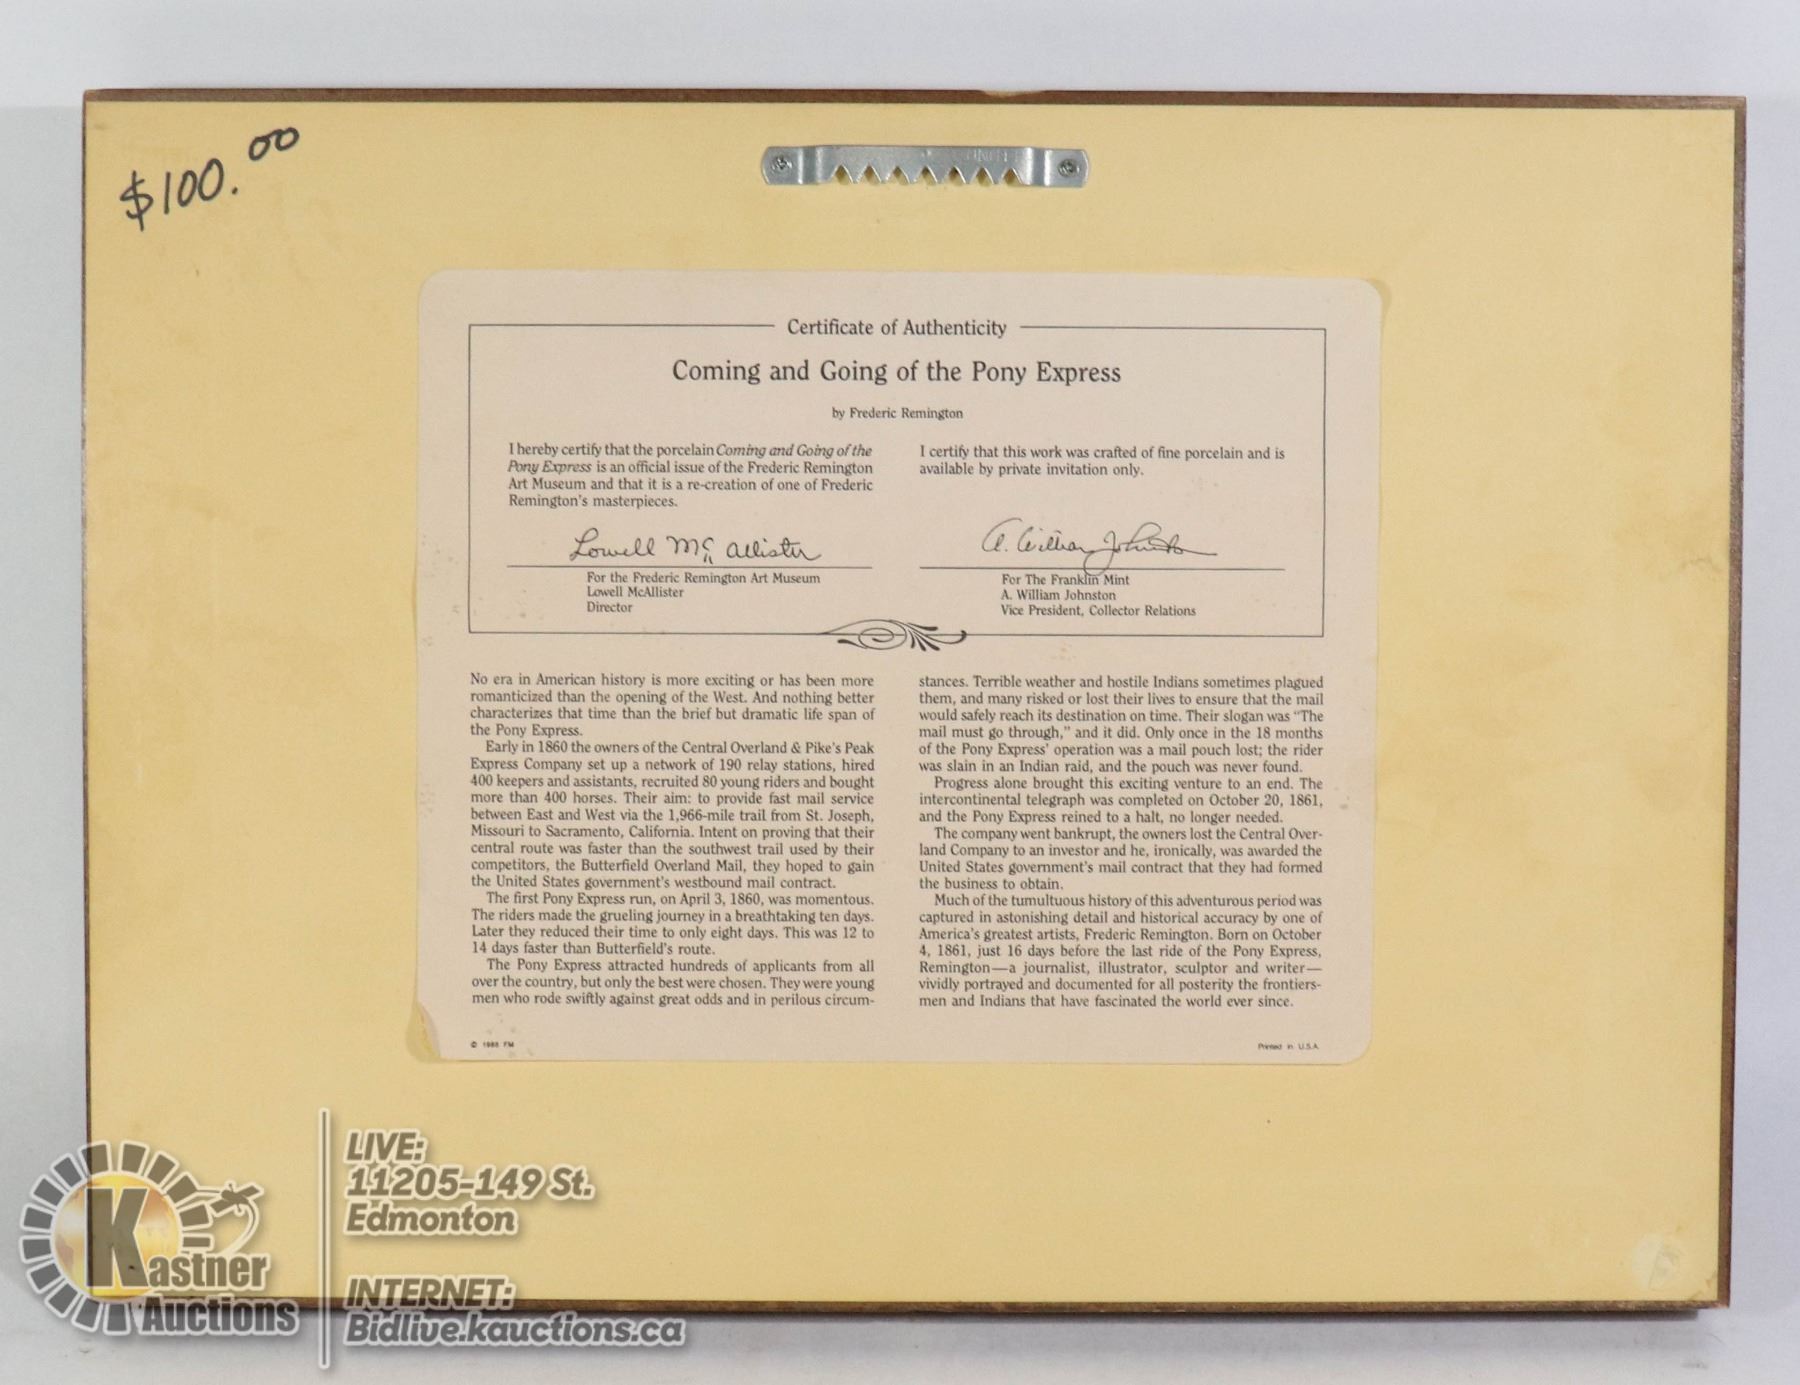 $100.00
Certificate of Authenticity
Coming and Going of the Pony Express
by Frederic Remington
I hereby certify that the porcelain Coming and Going of the
Pony Express is an official issue of the Frederic Remington
Art Museum and that it is a re-creation of one of Frederic
Remington's masterpieces.
Lowell McAllister
For the Frederic Remington Art Museum
Lowell McAllister
Director
I certify that this work was crafted of fine porcelain and is
available by private invitation only.
A. William Johnston
For The Franklin Mint
A. William Johnston
Vice President, Collector Relations
No era in American history is more exciting or has been more
romanticized than the opening of the West. And nothing better
characterizes that time than the brief but dramatic life span of
the Pony Express.
Early in 1860 the owners of the Central Overland & Pike's Peak
Express Company set up a network of 190 relay stations, hired
400 keepers and assistants, recruited 80 young riders and bought
more than 400 horses. Their aim: to provide fast mail service
between East and West via the 1,966-mile trail from St. Joseph,
Missouri to Sacramento, California. Intent on proving that their
central route was faster than the southwest trail used by their
competitors, the Butterfield Overland Mail, they hoped to gain
the United States government's westbound mail contract.
The first Pony Express run, on April 3, 1860, was momentous.
The riders made the grueling journey in a breathtaking ten days.
Later they reduced their time to only eight days. This was 12 to
14 days faster than Butterfield's route.
The Pony Express attracted hundreds of applicants from all
over the country, but only the best were chosen. They were young
men who rode swiftly against great odds and in perilous circum-
stances. Terrible weather and hostile Indians sometimes plagued
them, and many risked or lost their lives to ensure that the mail
would safely reach its destination on time. Their slogan was "The
mail must go through," and it did. Only once in the 18 months
of the Pony Express' operation was a mail pouch lost; the rider
was slain in an Indian raid, and the pouch was never found.
Progress alone brought this exciting venture to an end. The
intercontinental telegraph was completed on October 20, 1861,
and the Pony Express reined to a halt, no longer needed.
The company went bankrupt, the owners lost the Central Over-
land Company to an investor and he, ironically, was awarded the
United States government's mail contract that they had formed
the business to obtain.
Much of the tumultuous history of this adventurous period was
captured in astonishing detail and historical accuracy by one of
America's greatest artists, Frederic Remington. Born on October
4, 1861, just 16 days before the last ride of the Pony Express,
Remington—a journalist, illustrator, sculptor and writer—
vividly portrayed and documented for all posterity the frontiers-
men and Indians that have fascinated the world ever since.
© 1988 FM
Printed in U.S.A.
Kastner
Auctions
LIVE:
11205-149 St.
Edmonton
INTERNET:
Bidlive.kauctions.ca